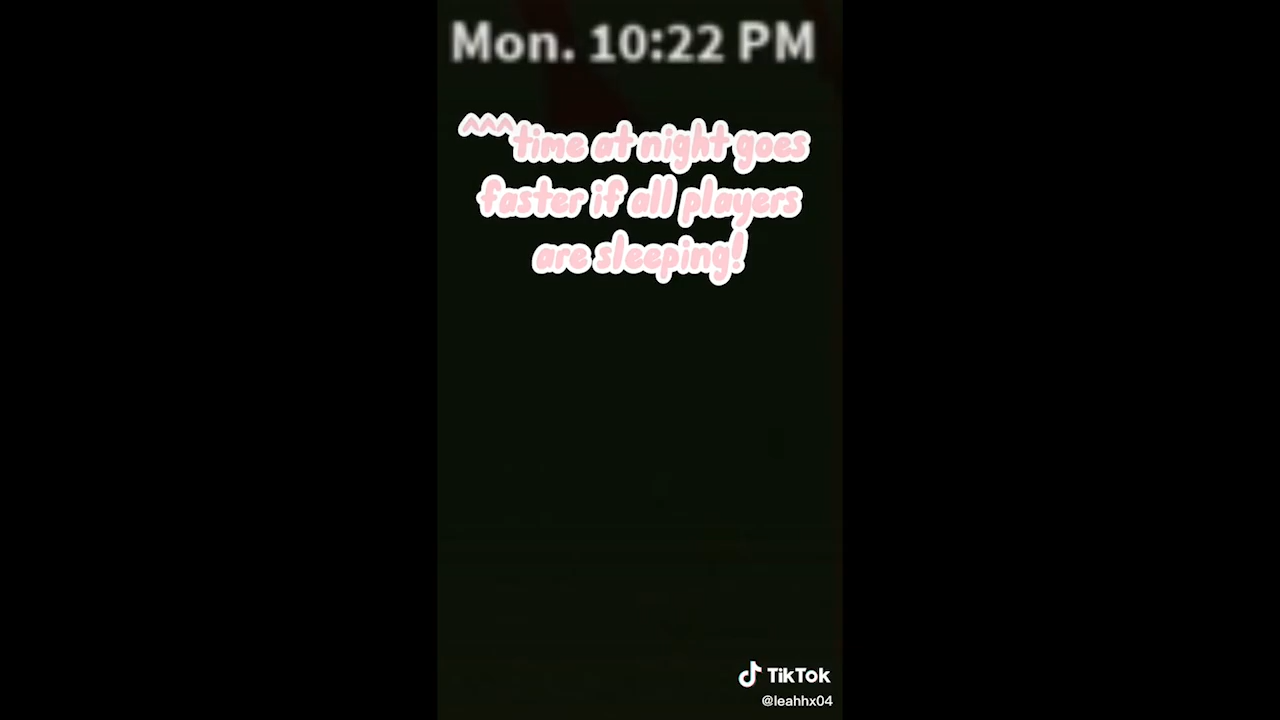 Mon. 10:22 PM
^^^time at night goes
faster if all players
are sleeping!
TikTok
@leahhx04